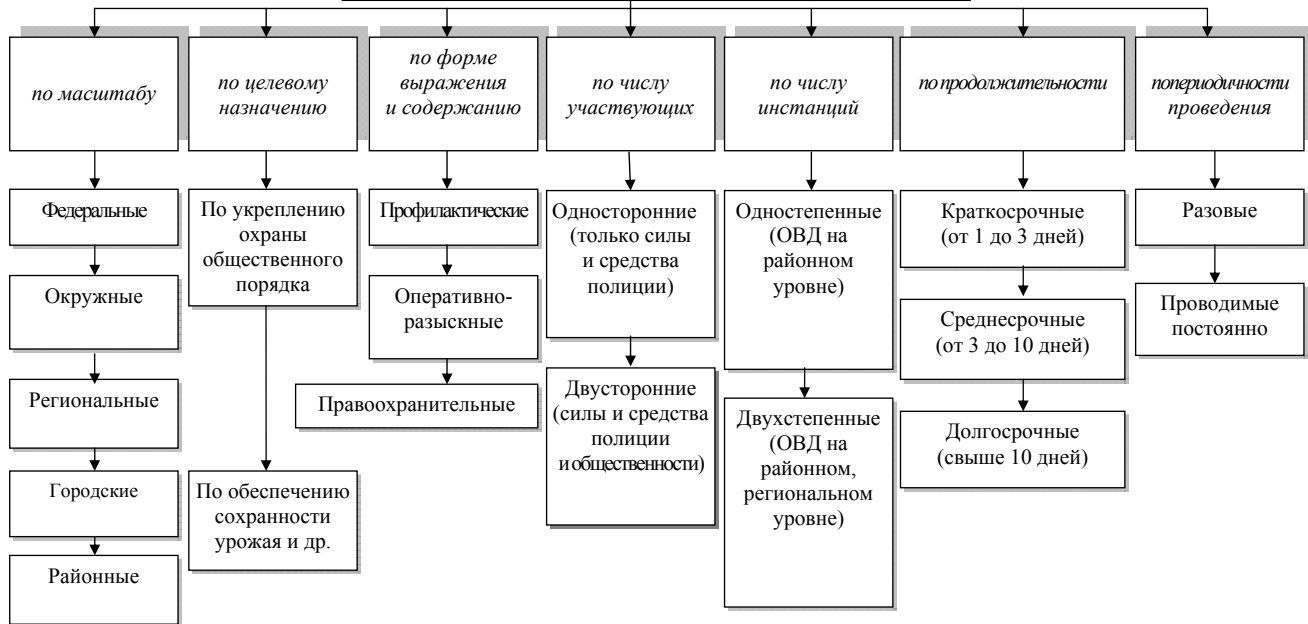 по масштабу
по целевому
назначению
по форме
выражения
и содержанию
по числу
участвующих
по числу
инстанций
по продолжительности
попериодичности
проведения
Федеральные
Окружные
Региональные
Городские
Районные
По укреплению
охраны
общественного
порядка
По обеспечению
сохранности
урожая и др.
Профилактические
Оперативно-
разыскные
Правоохранительные
Односторонние
(только силы
и средства
полиции)
Двусторонние
(силы и средства
полиции
и общественности)
Одностепенные
(ОВД на
районном
уровне)
Двухстепенные
(ОВД на
районном,
региональном
уровне)
Краткосрочные
(от 1 до 3 дней)
Среднесрочные
(от 3 до 10 дней)
Долгосрочные
(свыше 10 дней)
Разовые
Проводимые
постоянно